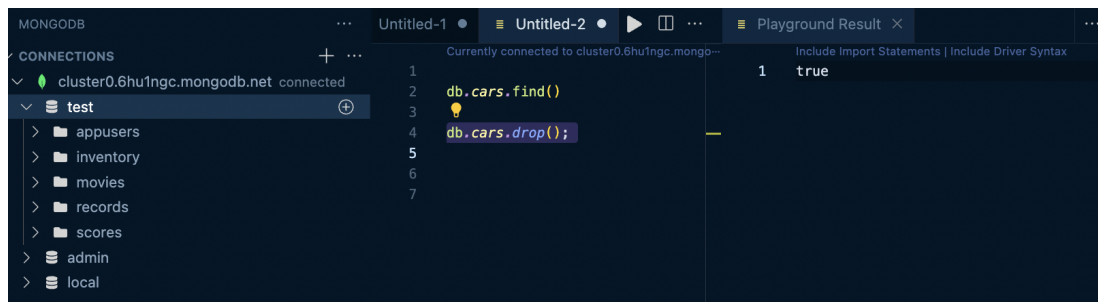 MONGODB ...
CONNECTIONS
cluster0.6hu1ngc.mongodb.net connected
test
appusers
inventory
movies
records
scores
admin
local
Untitled-1
Untitled-2
Currently connected to cluster0.6hu1ngc.mongo...
1
2 db.cars.find()
3
4 db.cars.drop();
5
6
7
Playground Result
Include Import Statements | Include Driver Syntax
1 true